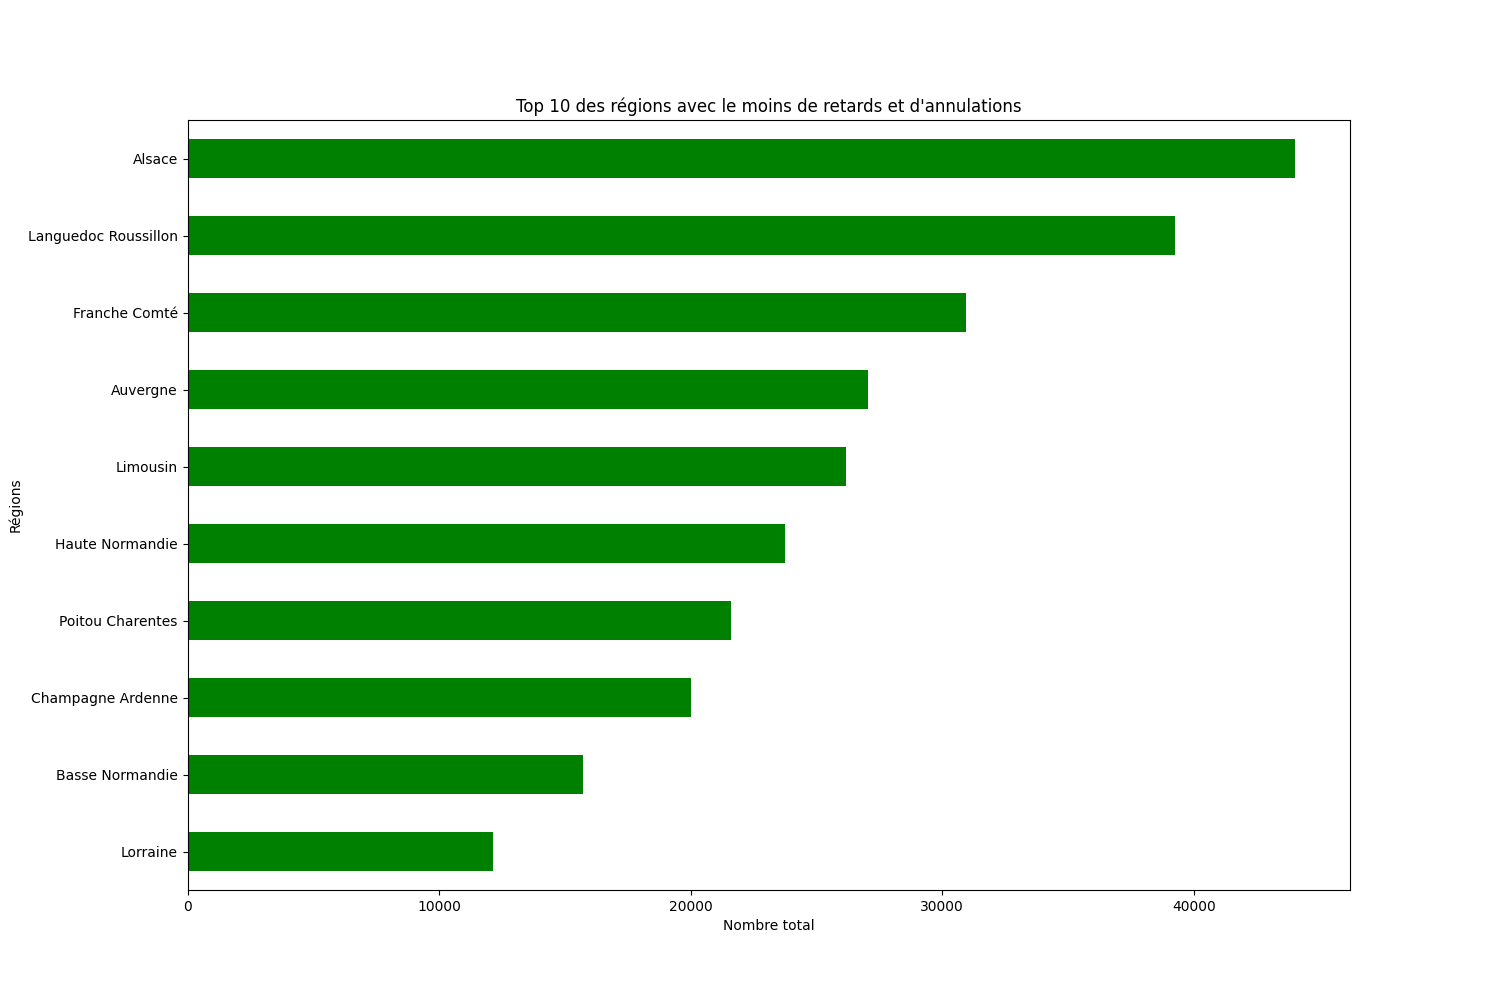 Top 10 des régions avec le moins de retards et d'annulations
Alsace
Languedoc Roussillon
Franche Comté
Auvergne
Limousin
Haute Normandie
Poitou Charentes
Champagne Ardenne
Basse Normandie
Lorraine
Régions
0 10000 20000 30000 40000
Nombre total